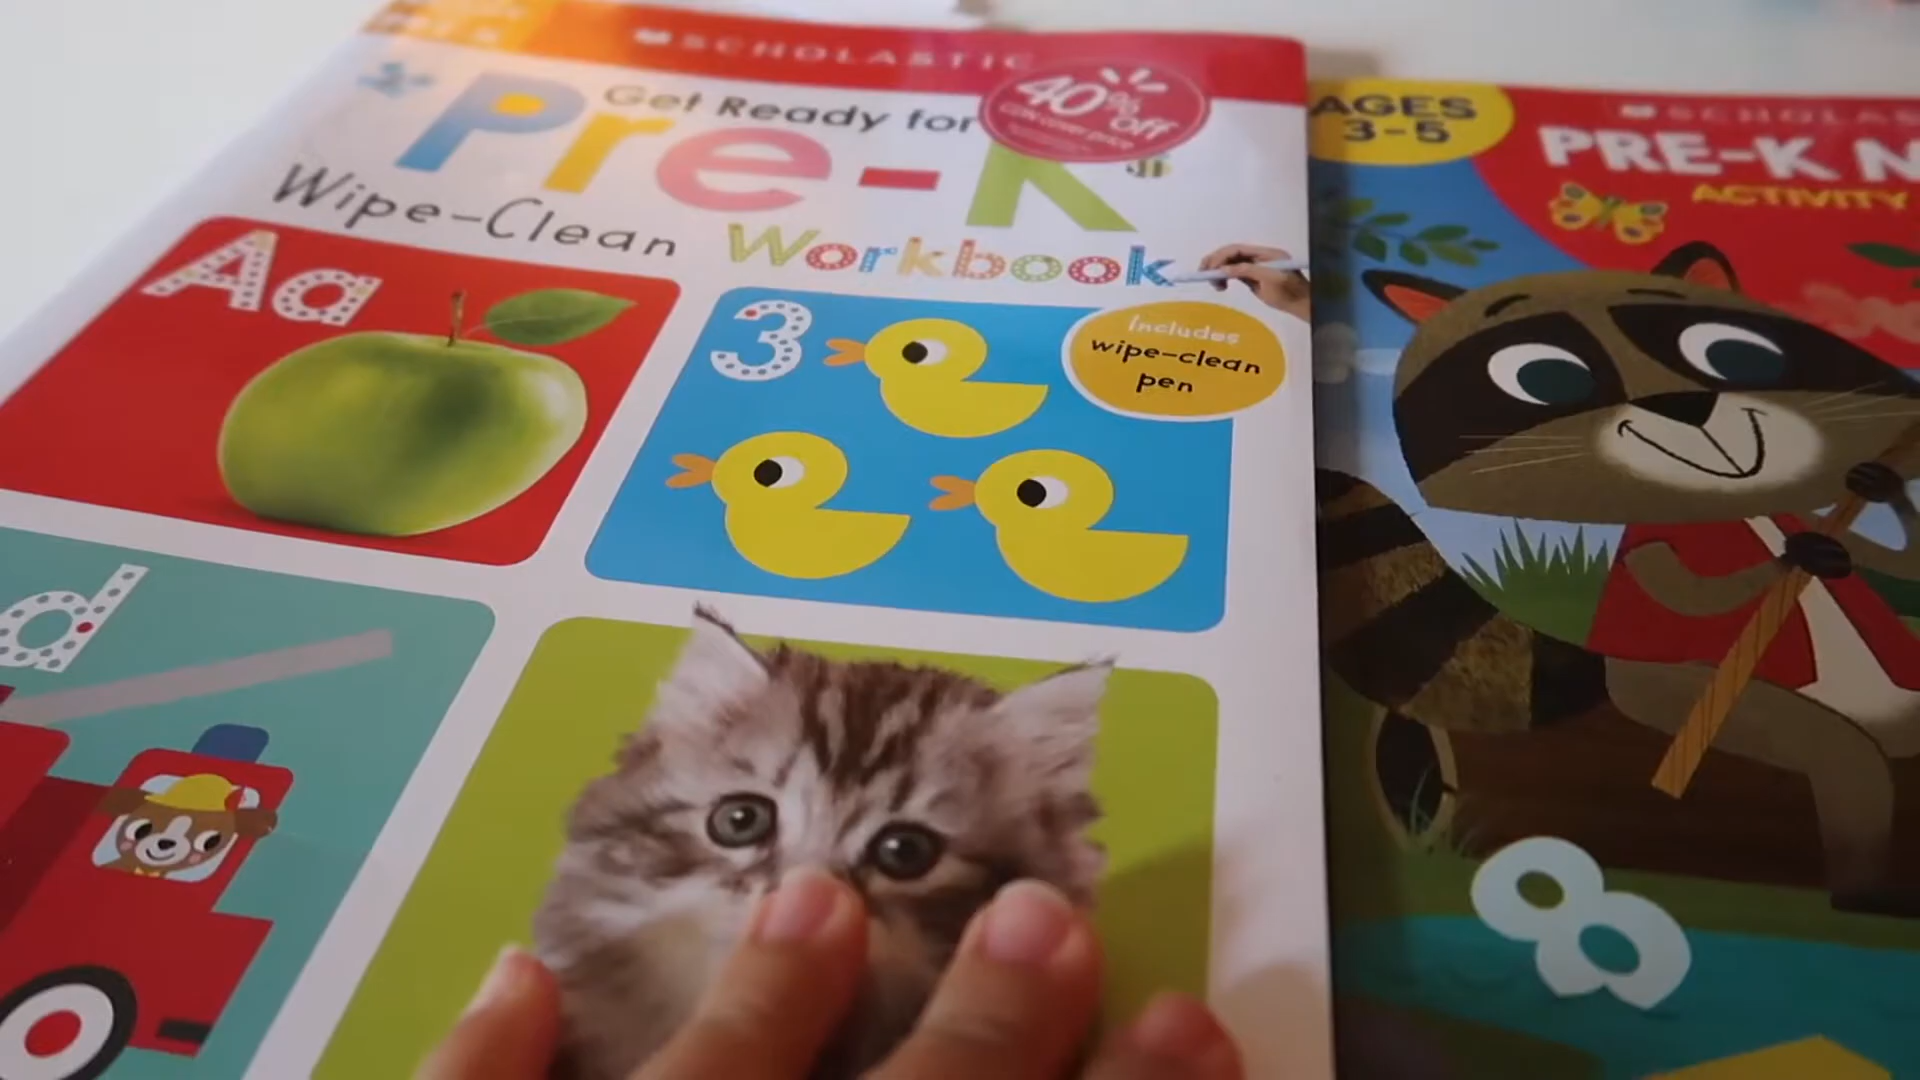 SCHOLASTIC
Get Ready for
Pre-K
Wipe-Clean Workbook
40% off
Aa
3
Includes
wipe-clean
pen
d
AGES
3-5
SCHOLAS
PRE-K N
ACTIVITY
8